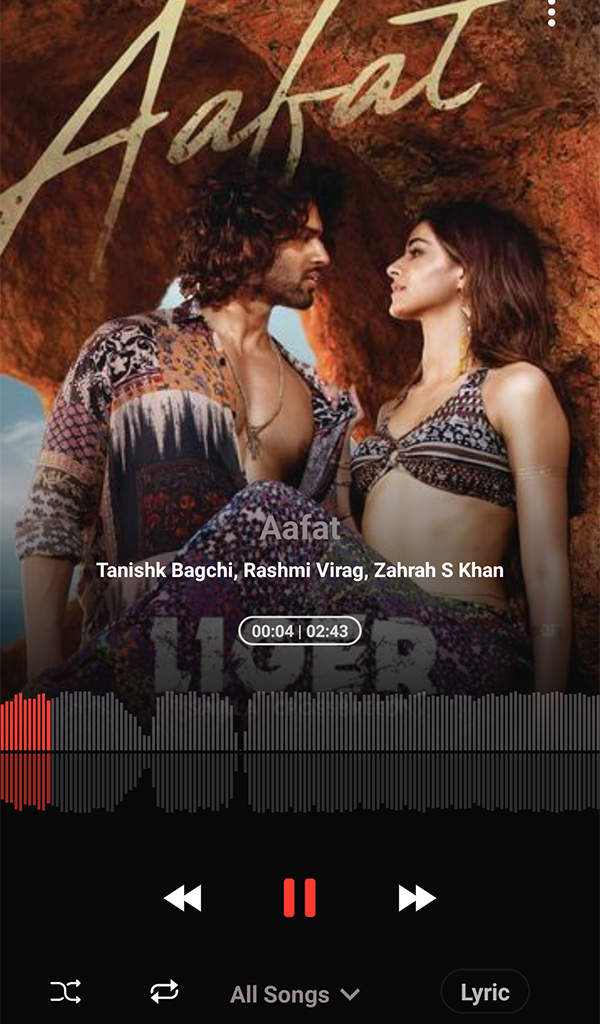 Aafat
Aafat
Tanishk Bagchi, Rashmi Virag, Zahrah S Khan
00:04 | 02:43
LIGER
All Songs
Lyric